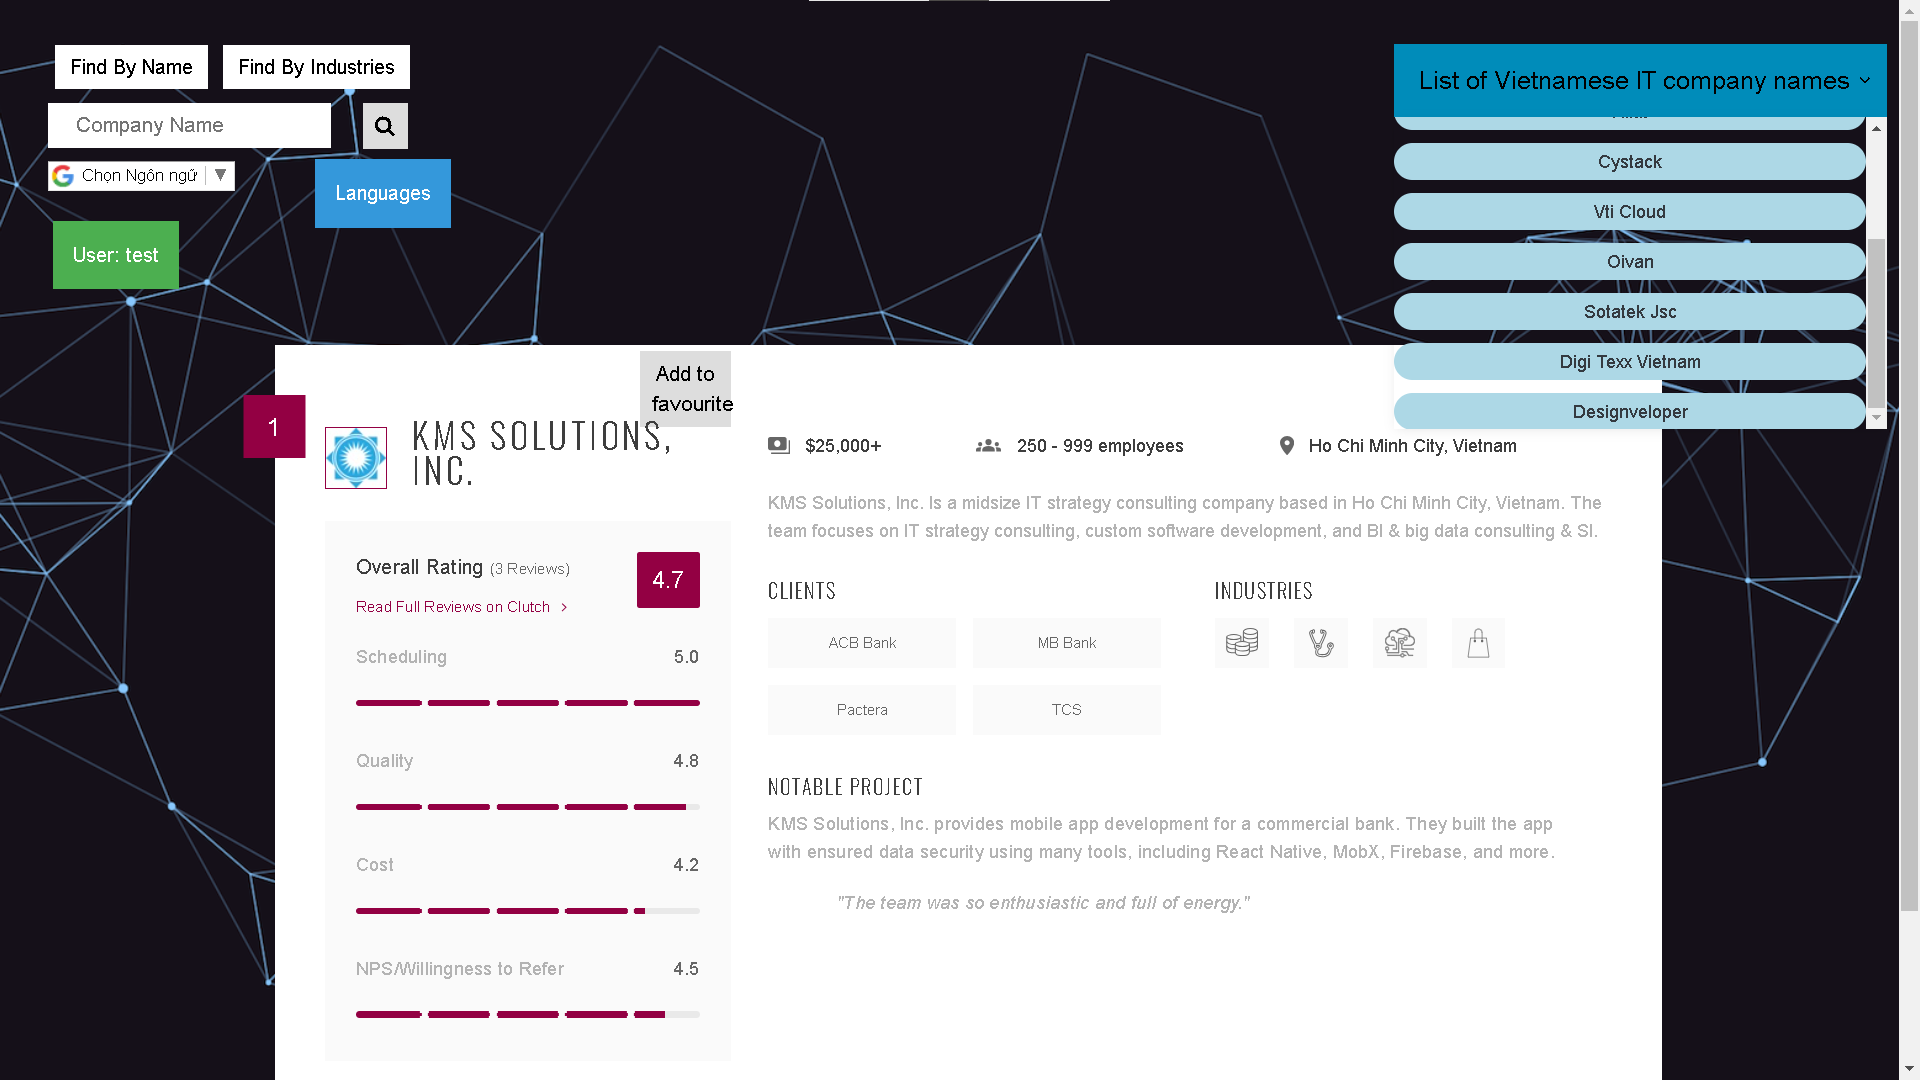 Find By Name
Find By Industries
Company Name
Chọn Ngôn ngữ
▼
Languages
User: test
List of Vietnamese IT company names
Cystack
Vti Cloud
Oivan
Sotatek Jsc
Digi Texx Vietnam
Designveloper
1
Add to
favourite
KMS SOLUTIONS,
INC.
$25,000+
250 - 999 employees
Ho Chi Minh City, Vietnam
KMS Solutions, Inc. Is a midsize IT strategy consulting company based in Ho Chi Minh City, Vietnam. The
team focuses on IT strategy consulting, custom software development, and BI & big data consulting & SI.
Overall Rating (3 Reviews)
4.7
Read Full Reviews on Clutch
Scheduling 5.0
Quality 4.8
Cost 4.2
NPS/Willingness to Refer 4.5
CLIENTS
ACB Bank
MB Bank
Pactera
TCS
INDUSTRIES
NOTABLE PROJECT
KMS Solutions, Inc. provides mobile app development for a commercial bank. They built the app
with ensured data security using many tools, including React Native, MobX, Firebase, and more.
"The team was so enthusiastic and full of energy."